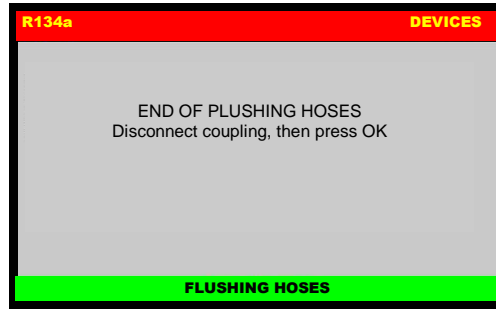 R134a DEVICES
END OF PLUSHING HOSES
Disconnect coupling, then press OK
FLUSHING HOSES